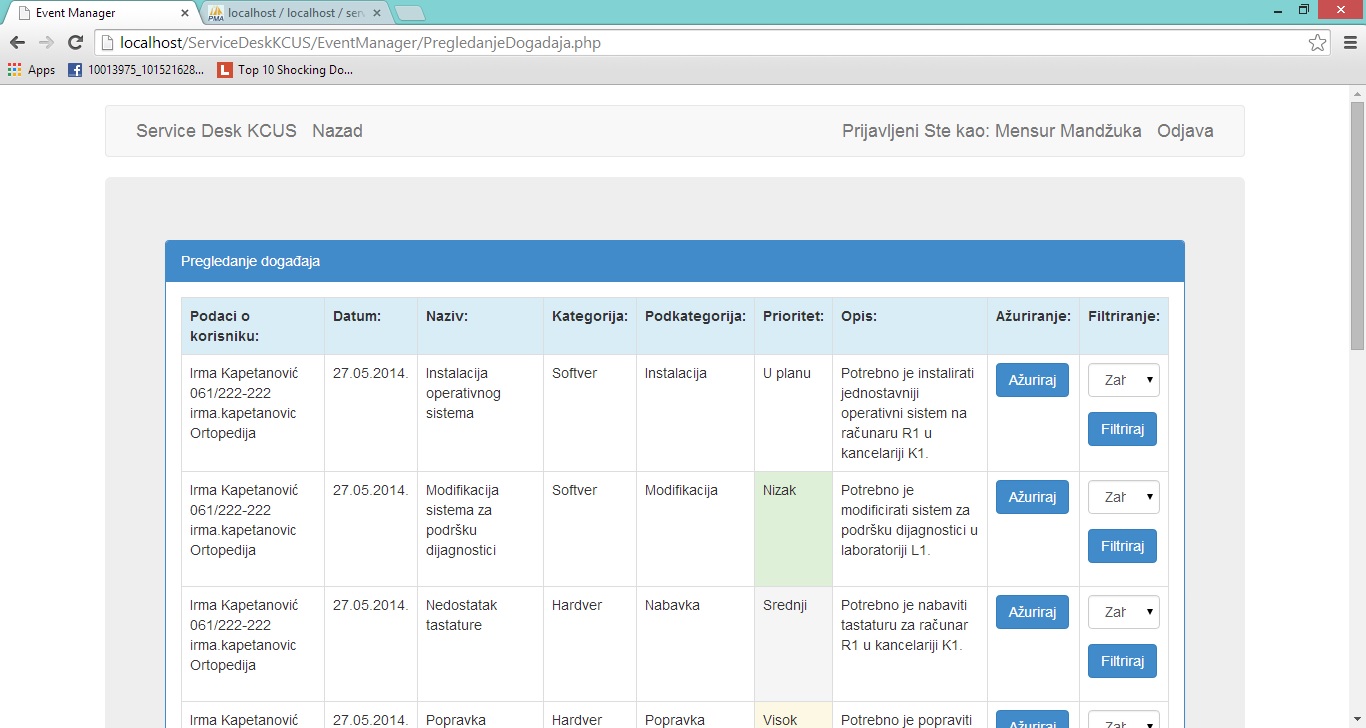 Event Manager
localhost / localhost / serv
localhost/ServiceDeskKCUS/EventManager/PregledanjeDogadaja.php
Apps 10013975_101521628... Top 10 Shocking Do...
Service Desk KCUS Nazad Prijavljeni Ste kao: Mensur Mandžuka Odjava
Pregledanje događaja
Podaci o korisniku: Datum: Naziv: Kategorija: Podkategorija: Prioritet: Opis: Ažuriranje: Filtriranje:
Irma Kapetanović 27.05.2014. Instalacija Softver Instalacija U planu Potrebno je instalirati Ažuriraj Zah
061/222-222 operativnog jednostavniji
irma.kapetanovic sistema operativni sistem na
Ortopedija računaru R1 u Filtriraj
kancelariji K1.
Irma Kapetanović 27.05.2014. Modifikacija Softver Modifikacija Nizak Potrebno je Ažuriraj Zah
061/222-222 sistema za modificirati sistem za
irma.kapetanovic podršku podršku dijagnostici u
Ortopedija dijagnostici laboratoriji L1. Filtriraj
Irma Kapetanović 27.05.2014. Nedostatak Hardver Nabavka Srednji Potrebno je nabaviti Ažuriraj Zah
061/222-222 tastature tastaturu za računar
irma.kapetanovic R1 u kancelariji K1.
Ortopedija Filtriraj
Irma Kapetanović 27.05.2014. Popravka Hardver Popravka Visok Potrebno je popraviti Ažuriraj Zah